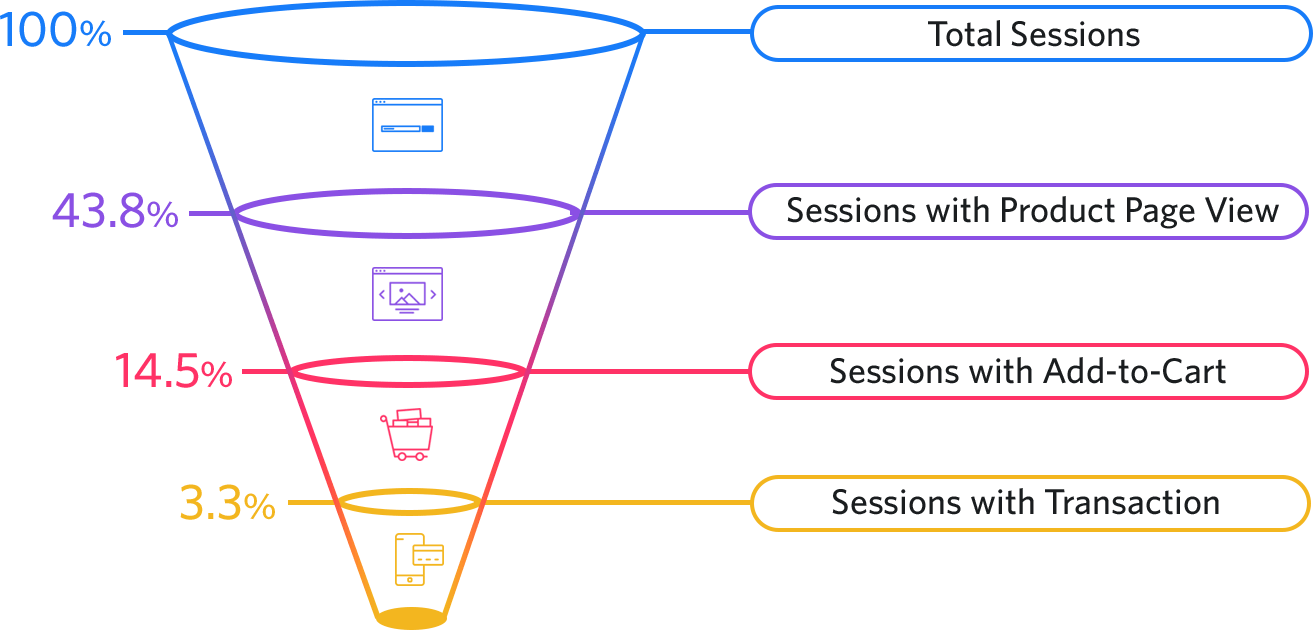 100% Total Sessions
43.8% Sessions with Product Page View
14.5% Sessions with Add-to-Cart
3.3% Sessions with Transaction